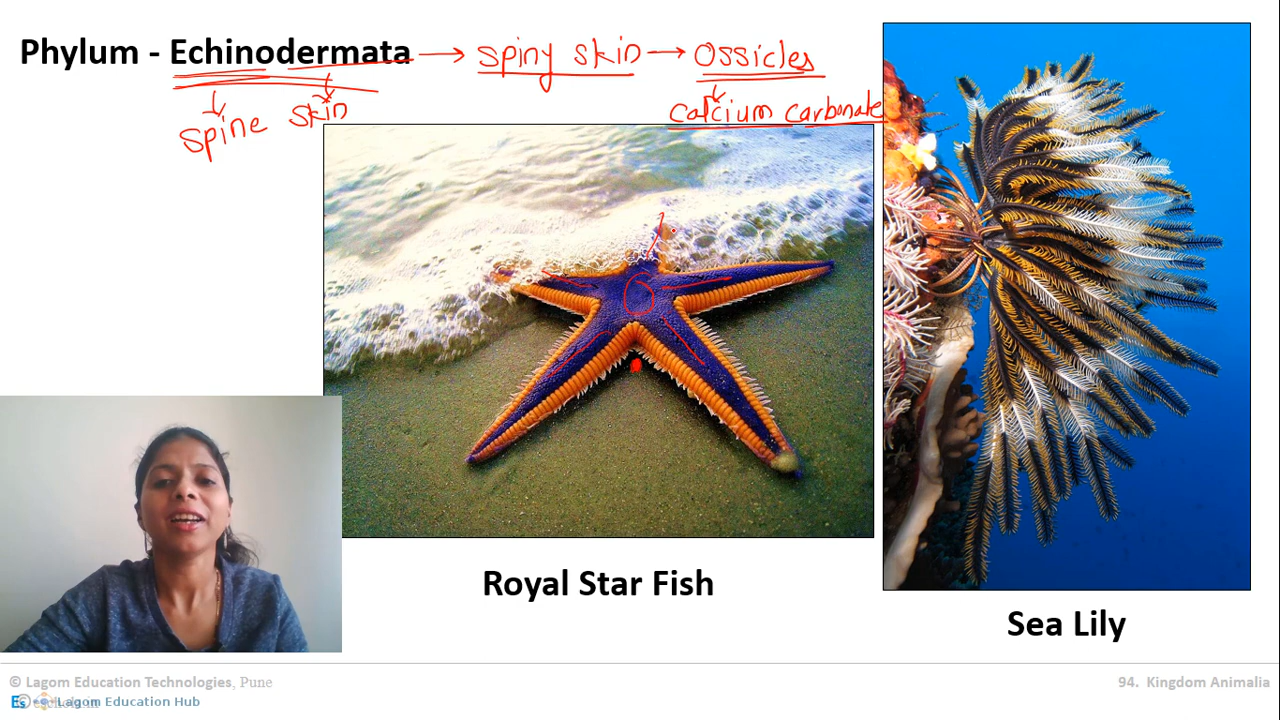 Phylum - Echinodermata → spiny skin → Ossicles
spine skin calcium carbonate
Royal Star Fish
Sea Lily
© Lagom Education Technologies, Pune
94. Kingdom Animalia
Lagom Education Hub